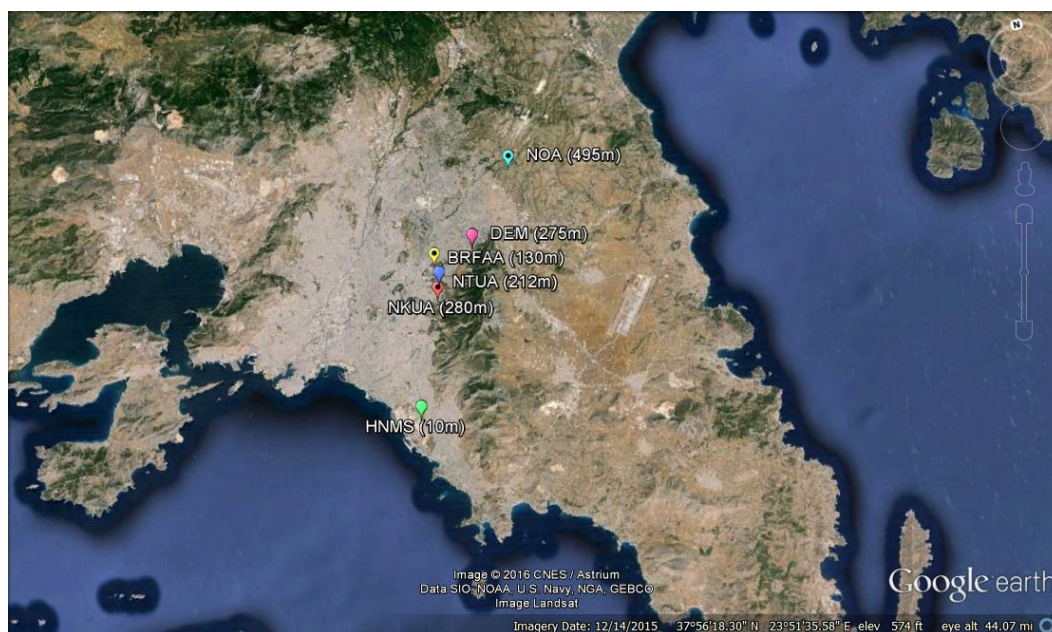 N
NOA (495m)
DEM (275m)
BRFAA (130m)
NTUA (212m)
NKUA (280m)
HNMS (10m)
Image © 2016 CNES / Astrium
Data SIO, NOAA, U.S. Navy, NGA, GEBCO
Image Landsat
Google earth
Imagery Date: 12/14/2015 37°56'18.30" N 23°51'35.58" E elev 574 ft eye alt 44.07 mi